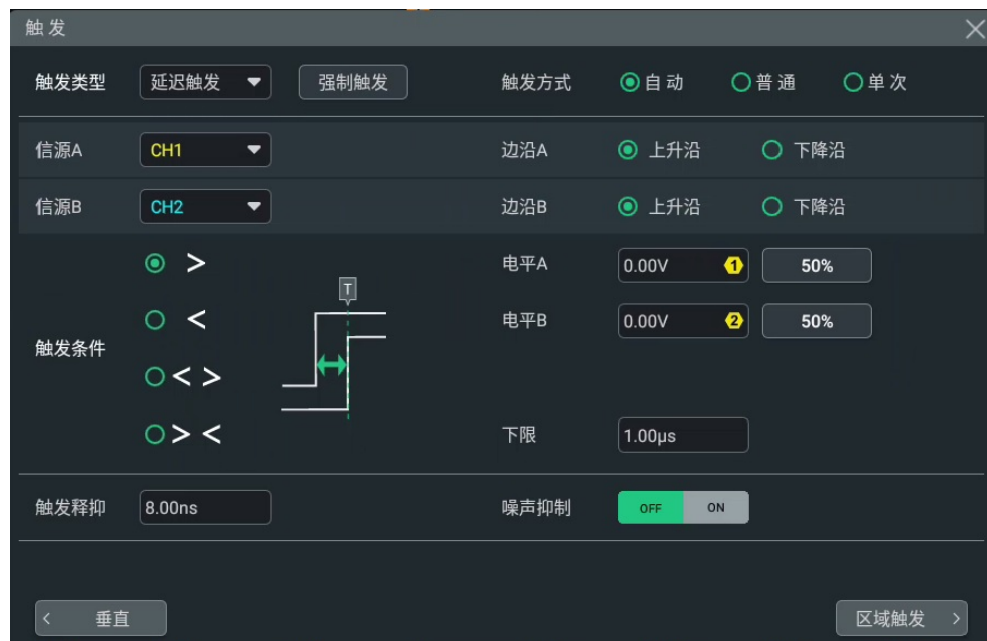 触发
触发类型 延迟触发 强制触发 触发方式 自动 普通 单次
信源A CH1 边沿A 上升沿 下降沿
信源B CH2 边沿B 上升沿 下降沿
> 电平A 0.00V 1 50%
T
< 电平B 0.00V 2 50%
触发条件
< >
> < 下限 1.00µs
触发释抑 8.00ns 噪声抑制 OFF ON
< 垂直 区域触发 >